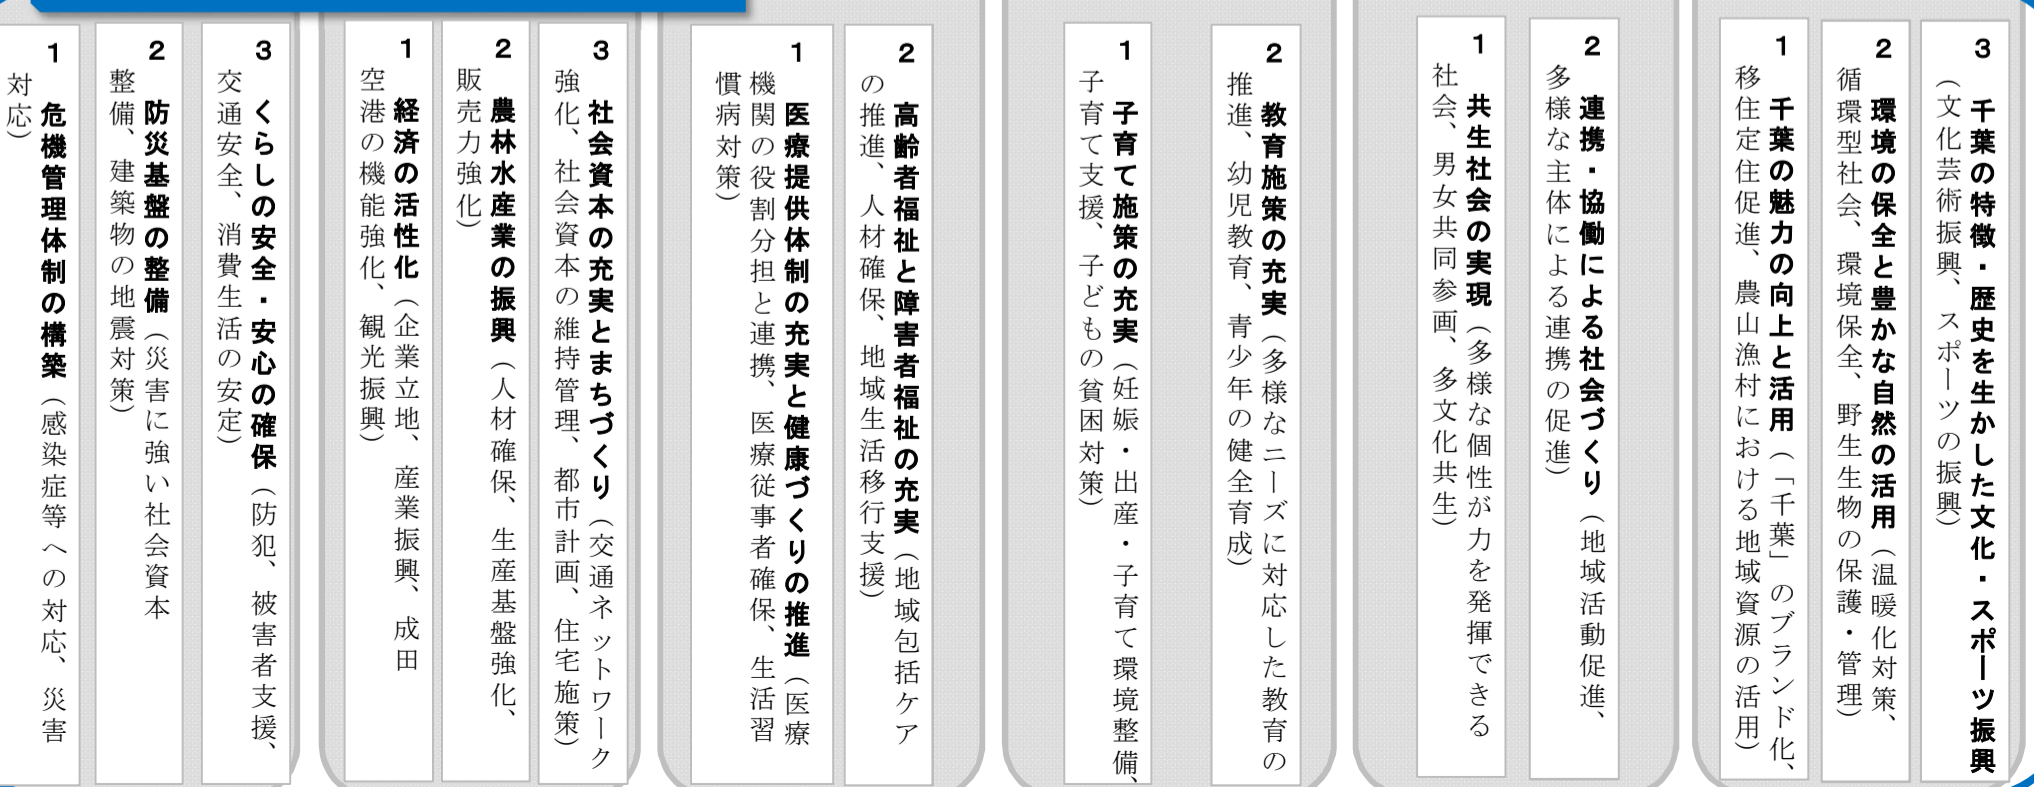 1 危機管理体制の構築（感染症等への対応、災害
対応）
2 防災基盤の整備（災害に強い社会資本
整備、建築物の地震対策）
3 くらしの安全・安心の確保（防犯、被害者支援、
交通安全、消費生活の安定）
1 経済の活性化（企業立地、産業振興、成田
空港の機能強化、観光振興）
2 農林水産業の振興（人材確保、生産基盤強化、
販売力強化）
3 社会資本の充実とまちづくり（交通ネットワーク
強化、社会資本の維持管理、都市計画、住宅施策）
1 医療提供体制の充実と健康づくりの推進（医療
機関の役割分担と連携、医療従事者確保、生活習
慣病対策）
2 高齢者福祉と障害者福祉の充実（地域包括ケア
の推進、人材確保、地域生活移行支援）
1 子育て施策の充実（妊娠・出産・子育て環境整備、
子育て支援、子どもの貧困対策）
2 教育施策の充実（多様なニーズに対応した教育の
推進、幼児教育、青少年の健全育成）
1 共生社会の実現（多様な個性が力を発揮できる
社会、男女共同参画、多文化共生）
2 連携・協働による社会づくり（地域活動促進、
多様な主体による連携の促進）
1 千葉の魅力の向上と活用（「千葉」のブランド化、
移住定住促進、農山漁村における地域資源の活用）
2 環境の保全と豊かな自然の活用（温暖化対策、
循環型社会、環境保全、野生生物の保護・管理）
3 千葉の特徴・歴史を生かした文化・スポーツ振興
（文化芸術振興、スポーツの振興）